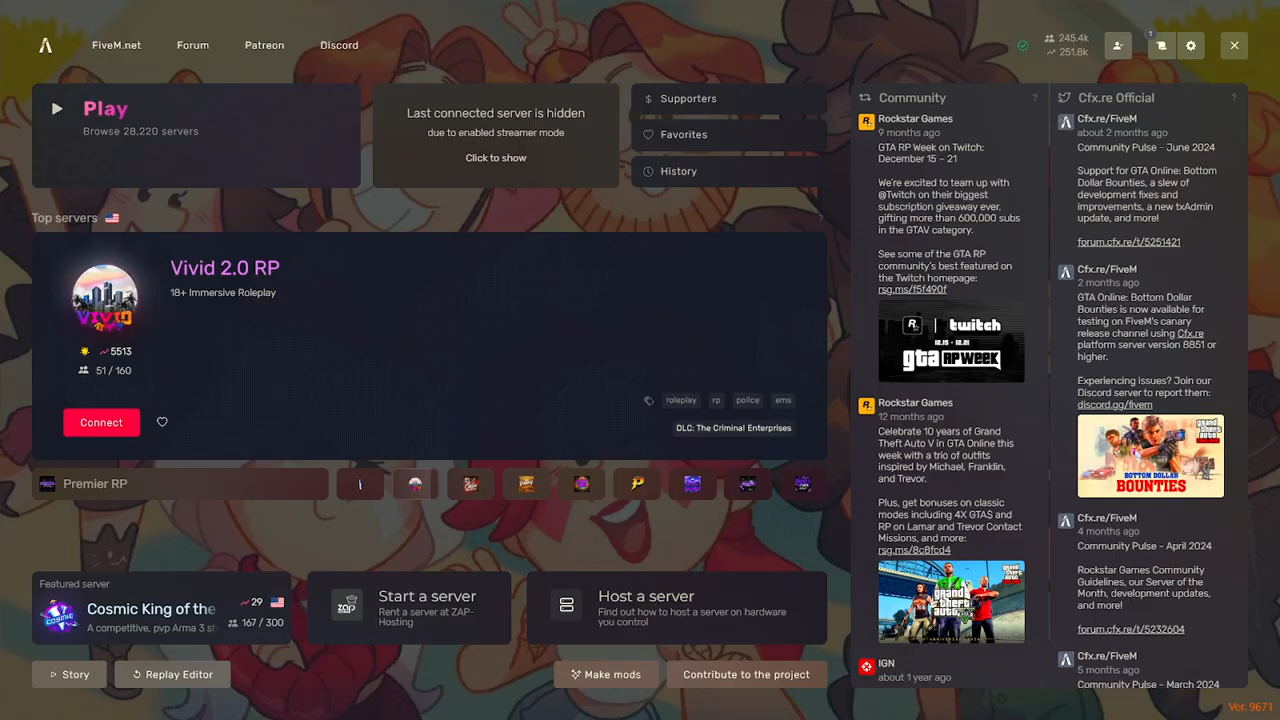 FiveM.net
Forum
Patreon
Discord
245.4k
251.8k
1
Play
Browse 28,220 servers
Last connected server is hidden
due to enabled streamer mode
Click to show
Supporters
Favorites
History
Top servers
?
Vivid 2.0 RP
18+ Immersive Roleplay
VIVID
5513
51 / 160
Connect
roleplay
rp
police
ems
DLC: The Criminal Enterprises
Premier RP
Featured server
Cosmic King of the
A competitive, pvp Arma 3 st
COSMIC
29
167 / 300
ZAP
Start a server
Rent a server at ZAP-
Hosting
Host a server
Find out how to host a server on hardware
you control
Story
Replay Editor
Make mods
Contribute to the project
Community
?
Rockstar Games
9 months ago
GTA RP Week on Twitch:
December 15 – 21
We're excited to team up with
@Twitch on their biggest
subscription giveaway ever,
gifting more than 600,000 subs
in the GTAV category.
See some of the GTA RP
community's best featured on
the Twitch homepage:
rsg.ms/f5f490f
R | twitch
12.15 - 12.21
gta RP WEEK
Rockstar Games
12 months ago
Celebrate 10 years of Grand
Theft Auto V in GTA Online this
week with a trio of outfits
inspired by Michael, Franklin,
and Trevor.
Plus, get bonuses on classic
modes including 4X GTA$ and
RP on Lamar and Trevor Contact
Missions, and more:
rsg.ms/8c8fcd4
grand theft auto
IGN
about 1 year ago
Cfx.re Official
?
Cfx.re/FiveM
about 2 months ago
Community Pulse – June 2024
Support for GTA Online: Bottom
Dollar Bounties, a slew of
development fixes and
improvements, a new txAdmin
update, and more!
forum.cfx.re/t/5251421
Cfx.re/FiveM
2 months ago
GTA Online: Bottom Dollar
Bounties is now available for
testing on FiveM's canary
release channel using Cfx.re
platform server version 8851 or
higher.
Experiencing issues? Join our
Discord server to report them:
discord.gg/fivem
grand theft auto
BOTTOM DOLLAR
BOUNTIES
Cfx.re/FiveM
4 months ago
Community Pulse – April 2024
Rockstar Games Community
Guidelines, our Server of the
Month, development updates,
and more!
forum.cfx.re/t/5232604
Cfx.re/FiveM
5 months ago
Community Pulse – March 2024
Ver. 9671